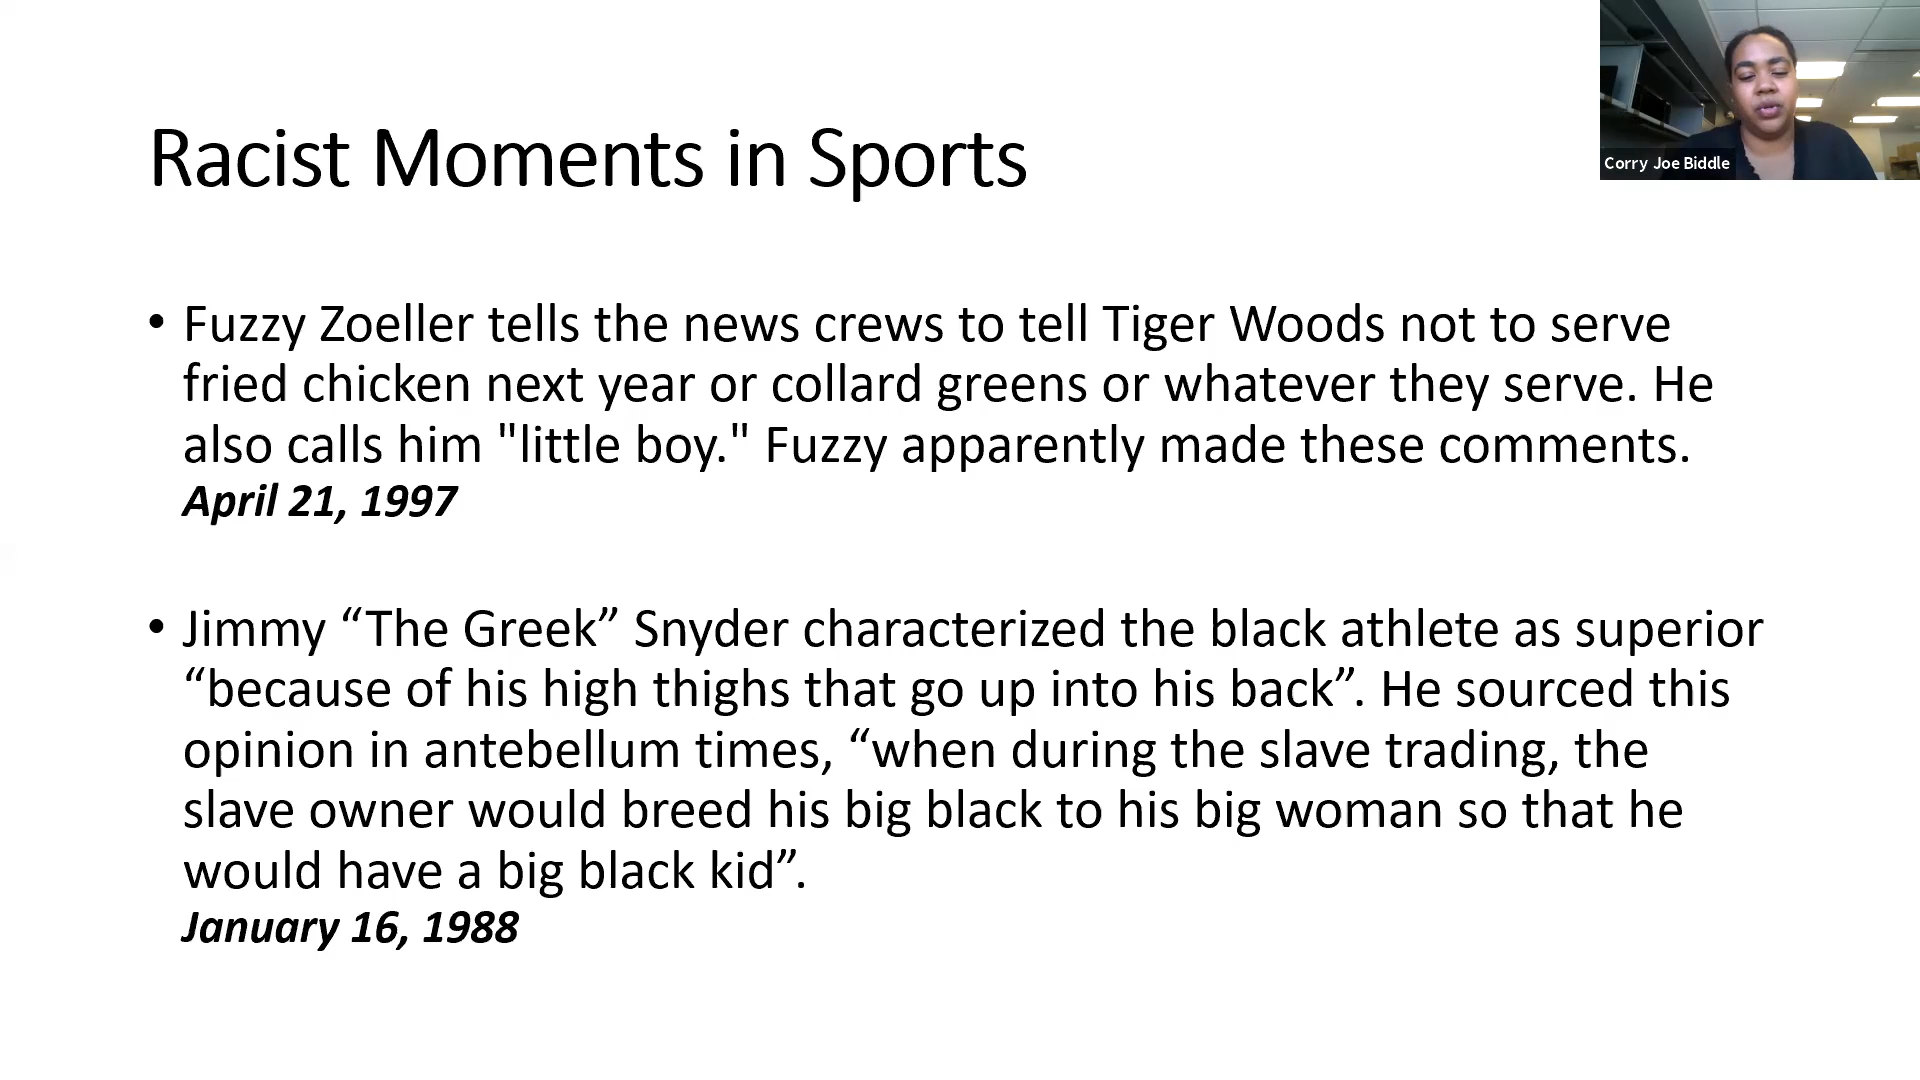 Corry Joe Biddle
Racist Moments in Sports
• Fuzzy Zoeller tells the news crews to tell Tiger Woods not to serve
fried chicken next year or collard greens or whatever they serve. He
also calls him "little boy." Fuzzy apparently made these comments.
April 21, 1997
• Jimmy “The Greek” Snyder characterized the black athlete as superior
“because of his high thighs that go up into his back”. He sourced this
opinion in antebellum times, “when during the slave trading, the
slave owner would breed his big black to his big woman so that he
would have a big black kid”.
January 16, 1988